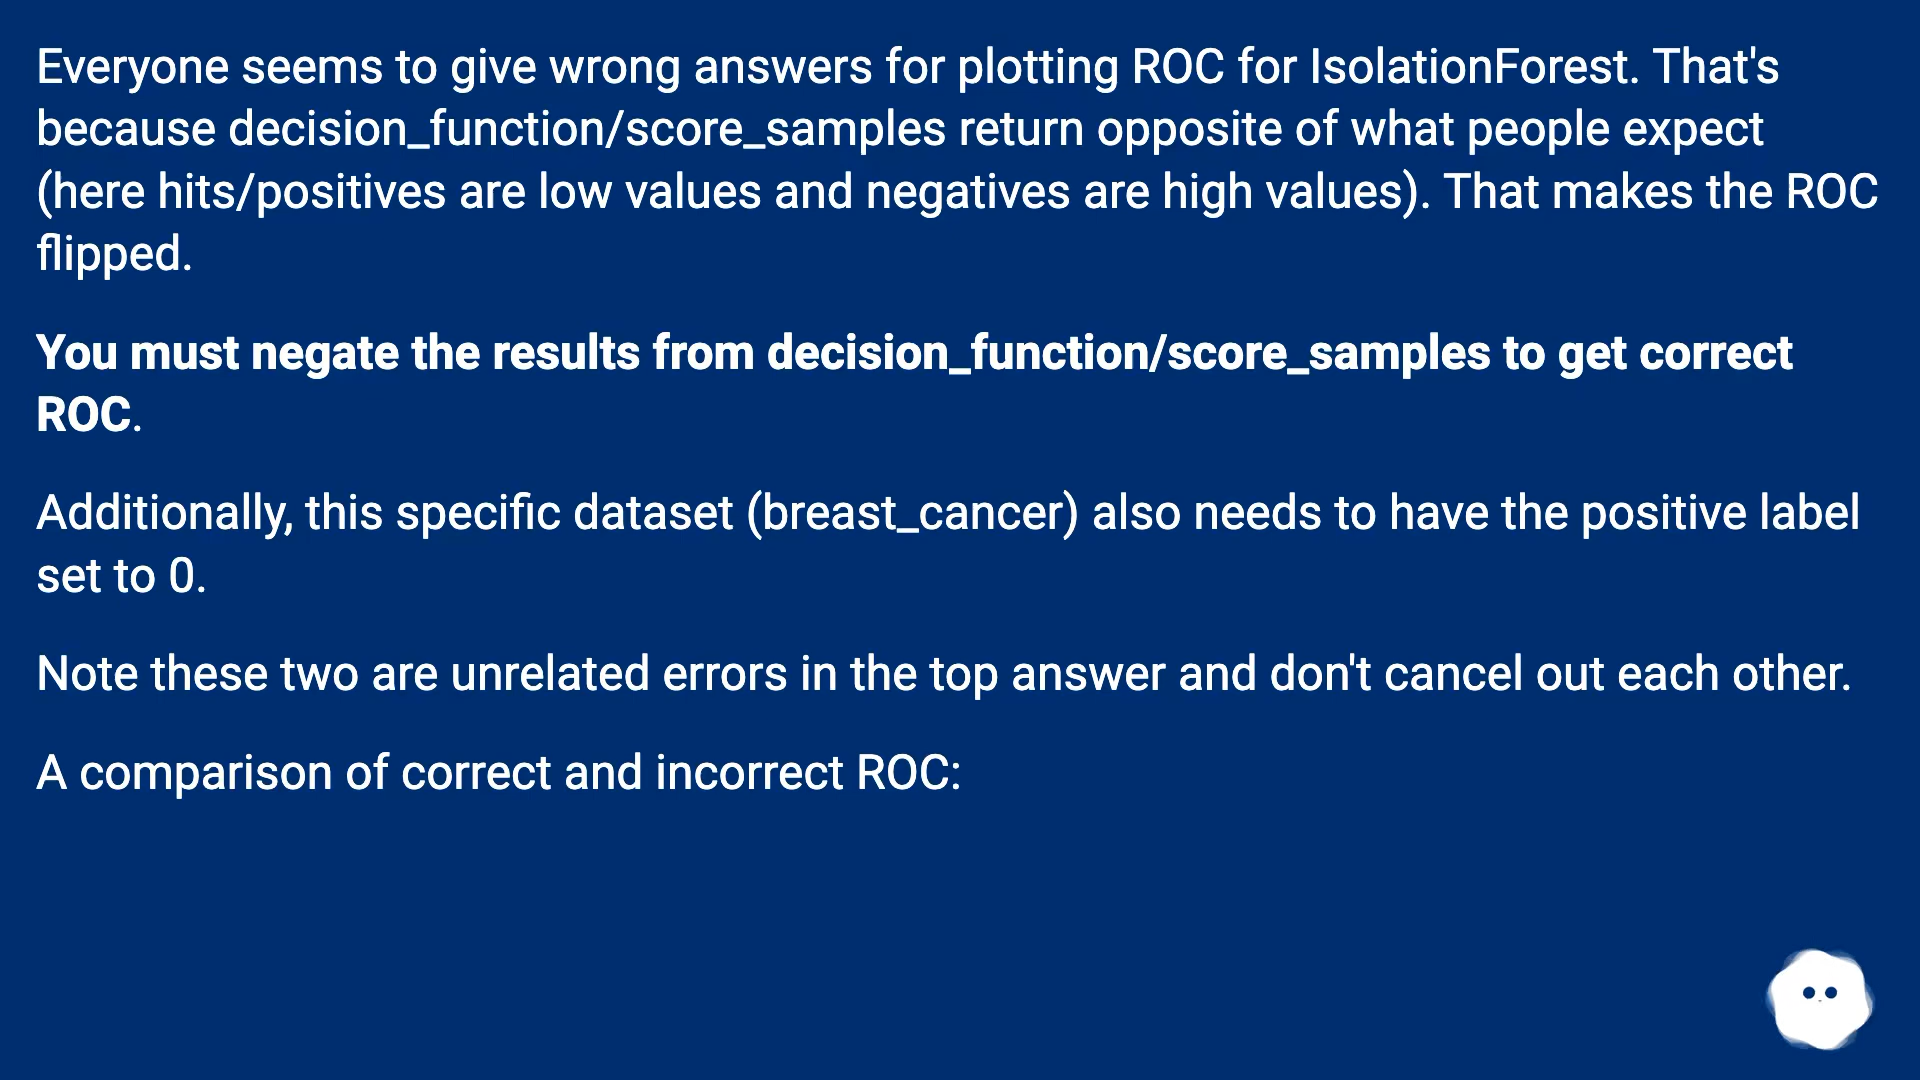 Everyone seems to give wrong answers for plotting ROC for IsolationForest. That's
because decision_function/score_samples return opposite of what people expect
(here hits/positives are low values and negatives are high values). That makes the ROC
flipped.
You must negate the results from decision_function/score_samples to get correct
ROC.
Additionally, this specific dataset (breast_cancer) also needs to have the positive label
set to 0.
Note these two are unrelated errors in the top answer and don't cancel out each other.
A comparison of correct and incorrect ROC: